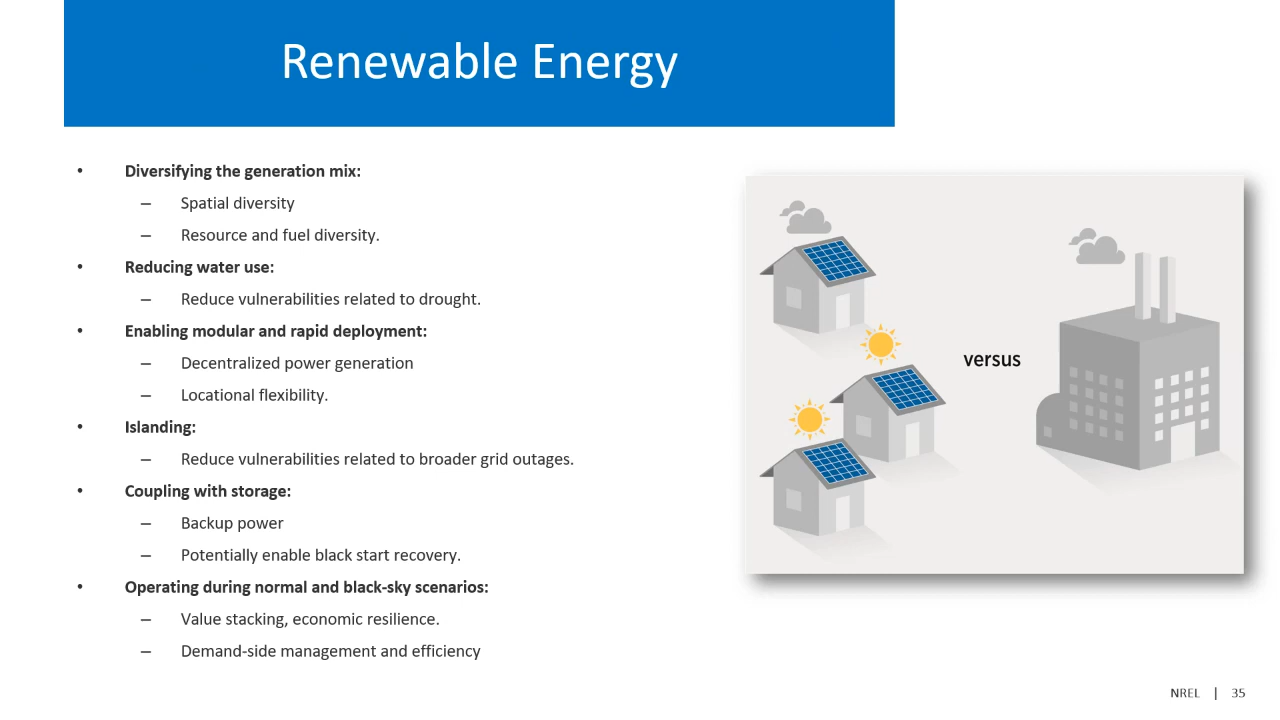 Renewable Energy
• Diversifying the generation mix:
– Spatial diversity
– Resource and fuel diversity.
• Reducing water use:
– Reduce vulnerabilities related to drought.
• Enabling modular and rapid deployment:
– Decentralized power generation
– Locational flexibility.
• Islanding:
– Reduce vulnerabilities related to broader grid outages.
• Coupling with storage:
– Backup power
– Potentially enable black start recovery.
• Operating during normal and black-sky scenarios:
– Value stacking, economic resilience.
– Demand-side management and efficiency
versus
NREL | 35